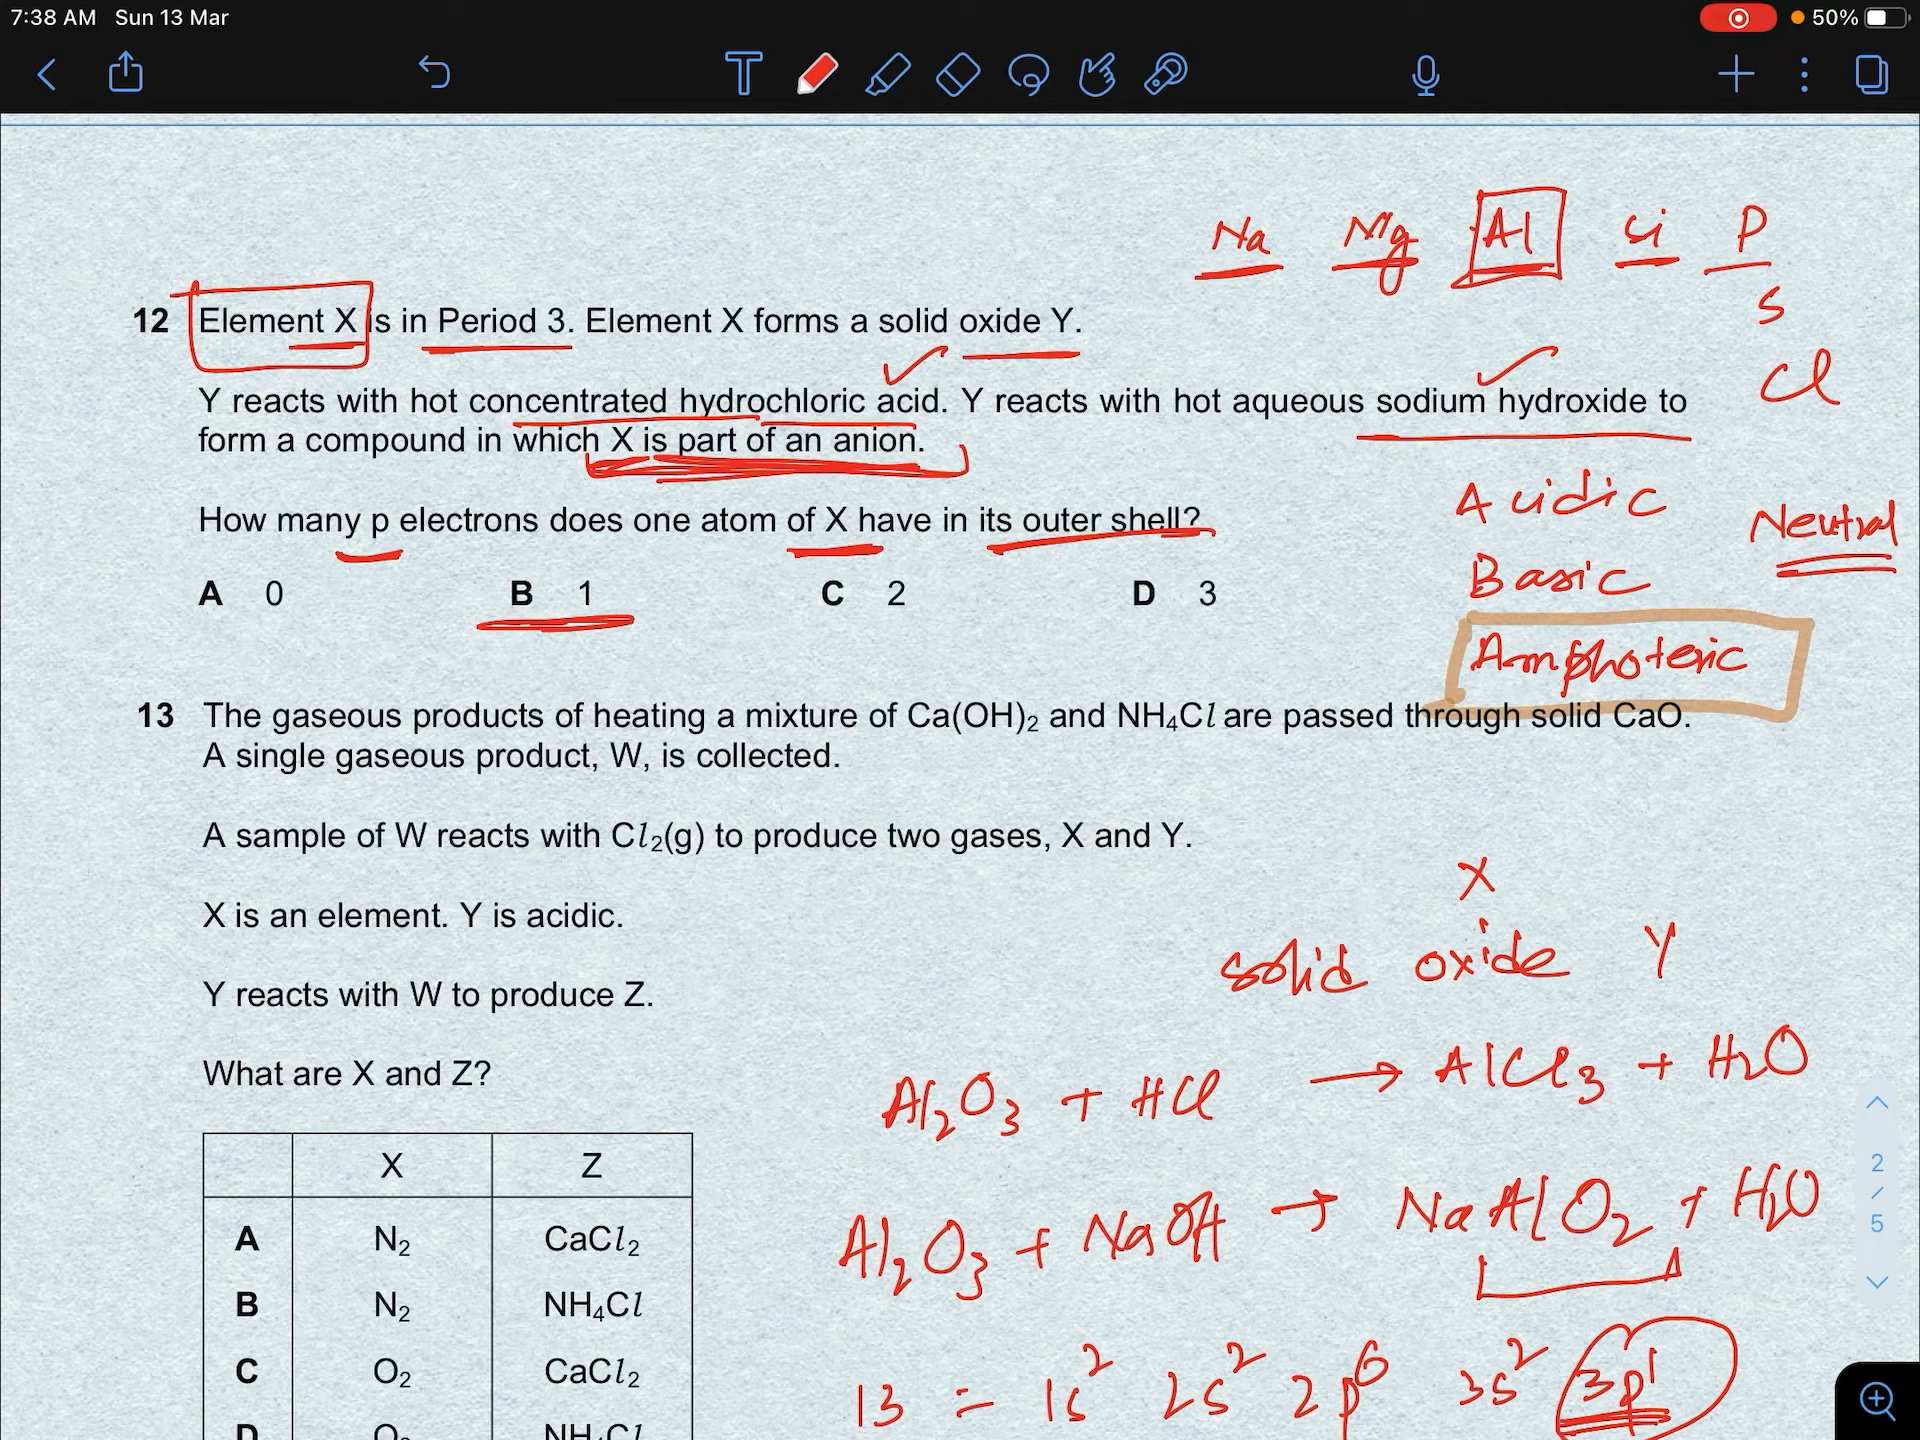 7:38 AM Sun 13 Mar
50%
T
Na Mg Al Si P
S
Cl
12 Element X is in Period 3. Element X forms a solid oxide Y.
Y reacts with hot concentrated hydrochloric acid. Y reacts with hot aqueous sodium hydroxide to
form a compound in which X is part of an anion.
How many p electrons does one atom of X have in its outer shell?
A 0 B 1 C 2 D 3
Acidic
Neutral
Basic
Amphoteric
13 The gaseous products of heating a mixture of Ca(OH)₂ and NH₄Cl are passed through solid CaO.
A single gaseous product, W, is collected.
A sample of W reacts with Cl₂(g) to produce two gases, X and Y.
X is an element. Y is acidic.
Y reacts with W to produce Z.
What are X and Z?
X
solid oxide Y
Al₂O₃ + HCl → AlCl₃ + H₂O
Al₂O₃ + NaOH → NaAlO₂ + H₂O
13 = 1s² 2s² 2p⁶ 3s² 3p¹
X Z
A N₂ CaCl₂
B N₂ NH₄Cl
C O₂ CaCl₂
D O₂ NH₄Cl
2
/
5